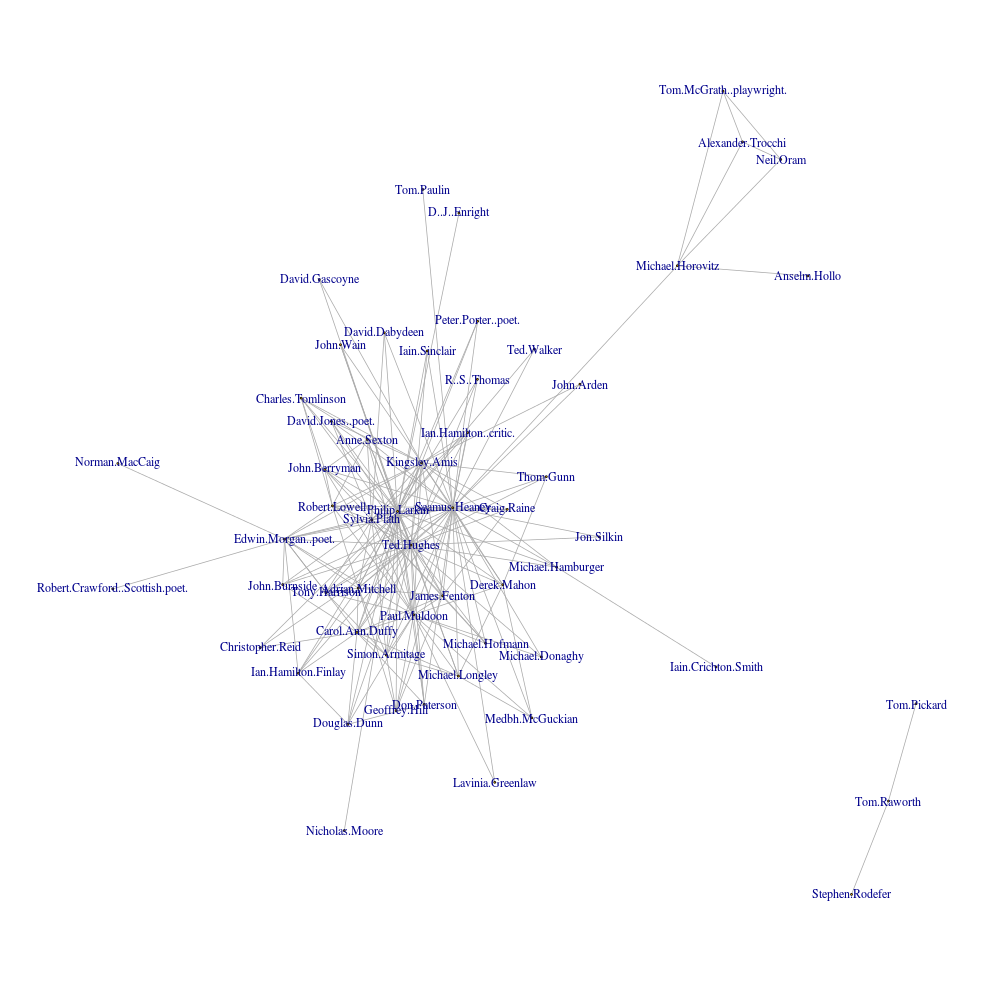 Tom.McGrath..playwright.
Alexander.Trocchi
Neil.Oram
Tom.Paulin
D..J..Enright
Michael.Horovitz
Anselm.Hollo
David.Gascoyne
Peter.Porter..poet.
David.Dabydeen
John.Wain
Iain.Sinclair
Ted.Walker
R..S..Thomas
John.Arden
Charles.Tomlinson
David.Jones..poet.
Ian.Hamilton..critic.
Anne.Sexton
Norman.MacCaig
Kingsley.Amis
John.Berryman
Thom.Gunn
Robert.Lowell
Philip.Larkin
Seamus.Heaney
Craig.Raine
Sylvia.Plath
Edwin.Morgan..poet.
Jon.Silkin
Ted.Hughes
Michael.Hamburger
Robert.Crawford..Scottish.poet.
John.Burnside
Adrian.Mitchell
Tony.Harrison
Derek.Mahon
James.Fenton
Paul.Muldoon
Carol.Ann.Duffy
Christopher.Reid
Michael.Hofmann
Simon.Armitage
Michael.Donaghy
Iain.Crichton.Smith
Ian.Hamilton.Finlay
Michael.Longley
Don.Paterson
Geoffrey.Hill
Tom.Pickard
Douglas.Dunn
Medbh.McGuckian
Lavinia.Greenlaw
Tom.Raworth
Nicholas.Moore
Stephen.Rodefer